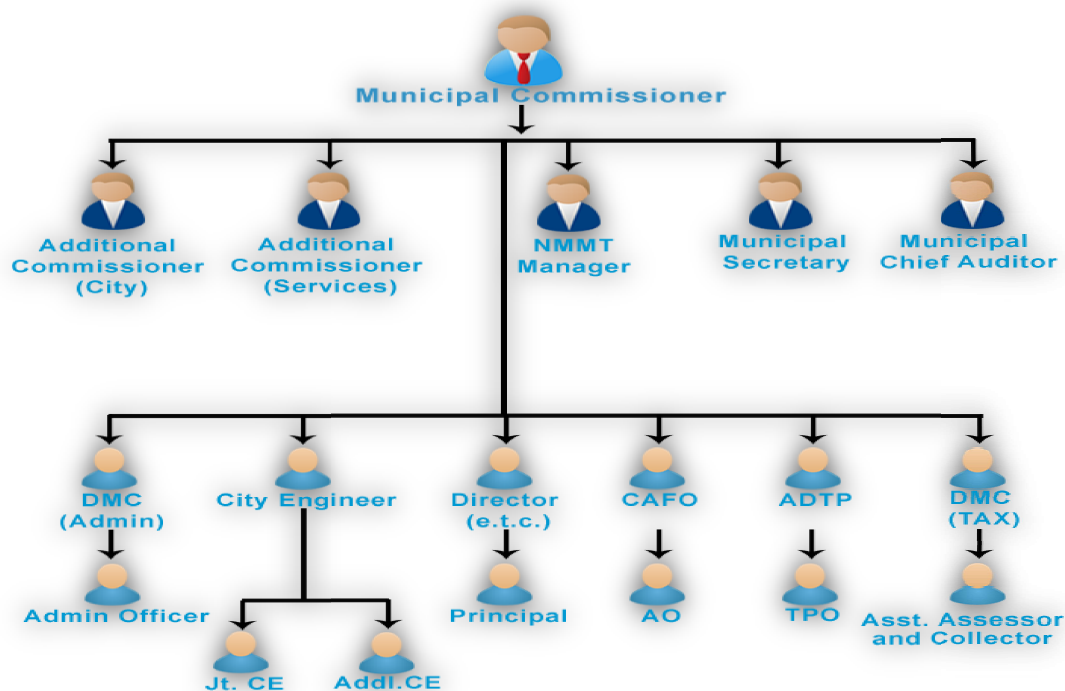 Municipal Commissioner
Additional
Commissioner
(City)
Additional
Commissioner
(Services)
NMMT
Manager
Municipal
Secretary
Municipal
Chief Auditor
DMC
(Admin)
City Engineer
Director
(e.t.c.)
CAFO
ADTP
DMC
(TAX)
Admin Officer
Jt. CE
Addl.CE
Principal
AO
TPO
Asst. Assessor
and Collector